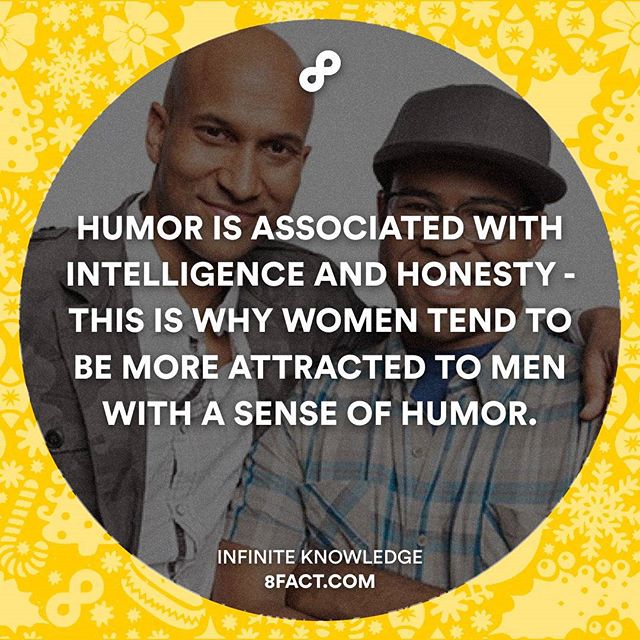 HUMOR IS ASSOCIATED WITH
INTELLIGENCE AND HONESTY -
THIS IS WHY WOMEN TEND TO
BE MORE ATTRACTED TO MEN
WITH A SENSE OF HUMOR.
INFINITE KNOWLEDGE
8FACT.COM